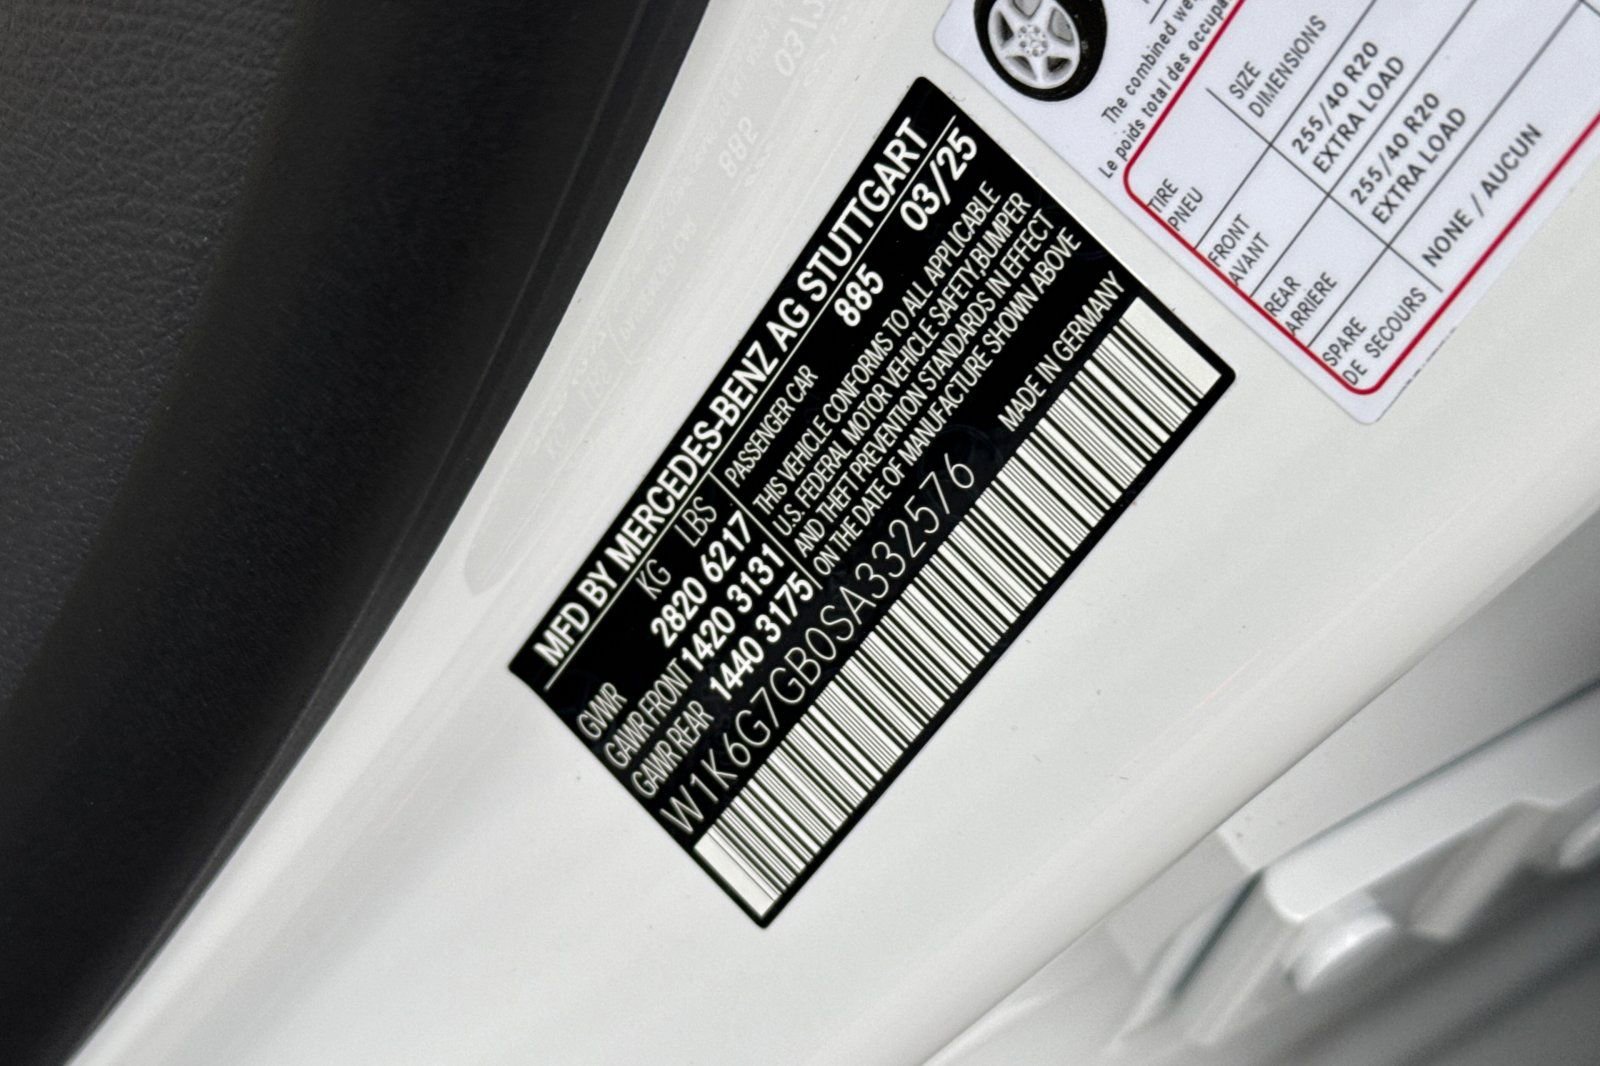 MFD BY MERCEDES-BENZ AG STUTTGART
885 03/25
KG LBS
PASSENGER CAR
GVWR 2820 6217
GAWR FRONT 1420 3131
GAWR REAR 1440 3175
THIS VEHICLE CONFORMS TO ALL APPLICABLE
U.S. FEDERAL MOTOR VEHICLE SAFETY,BUMPER
AND THEFT PREVENTION STANDARDS IN EFFECT
ON THE DATE OF MANUFACTURE SHOWN ABOVE
MADE IN GERMANY
W1K6G7GB0SA332576
The combined
Le poids total des
TIRE
PNEU
SIZE
DIMENSIONS
FRONT
AVANT
255/40 R20
EXTRA LOAD
REAR
ARRIERE
255/40 R20
EXTRA LOAD
SPARE
DE SECOURS
NONE / AUCUN